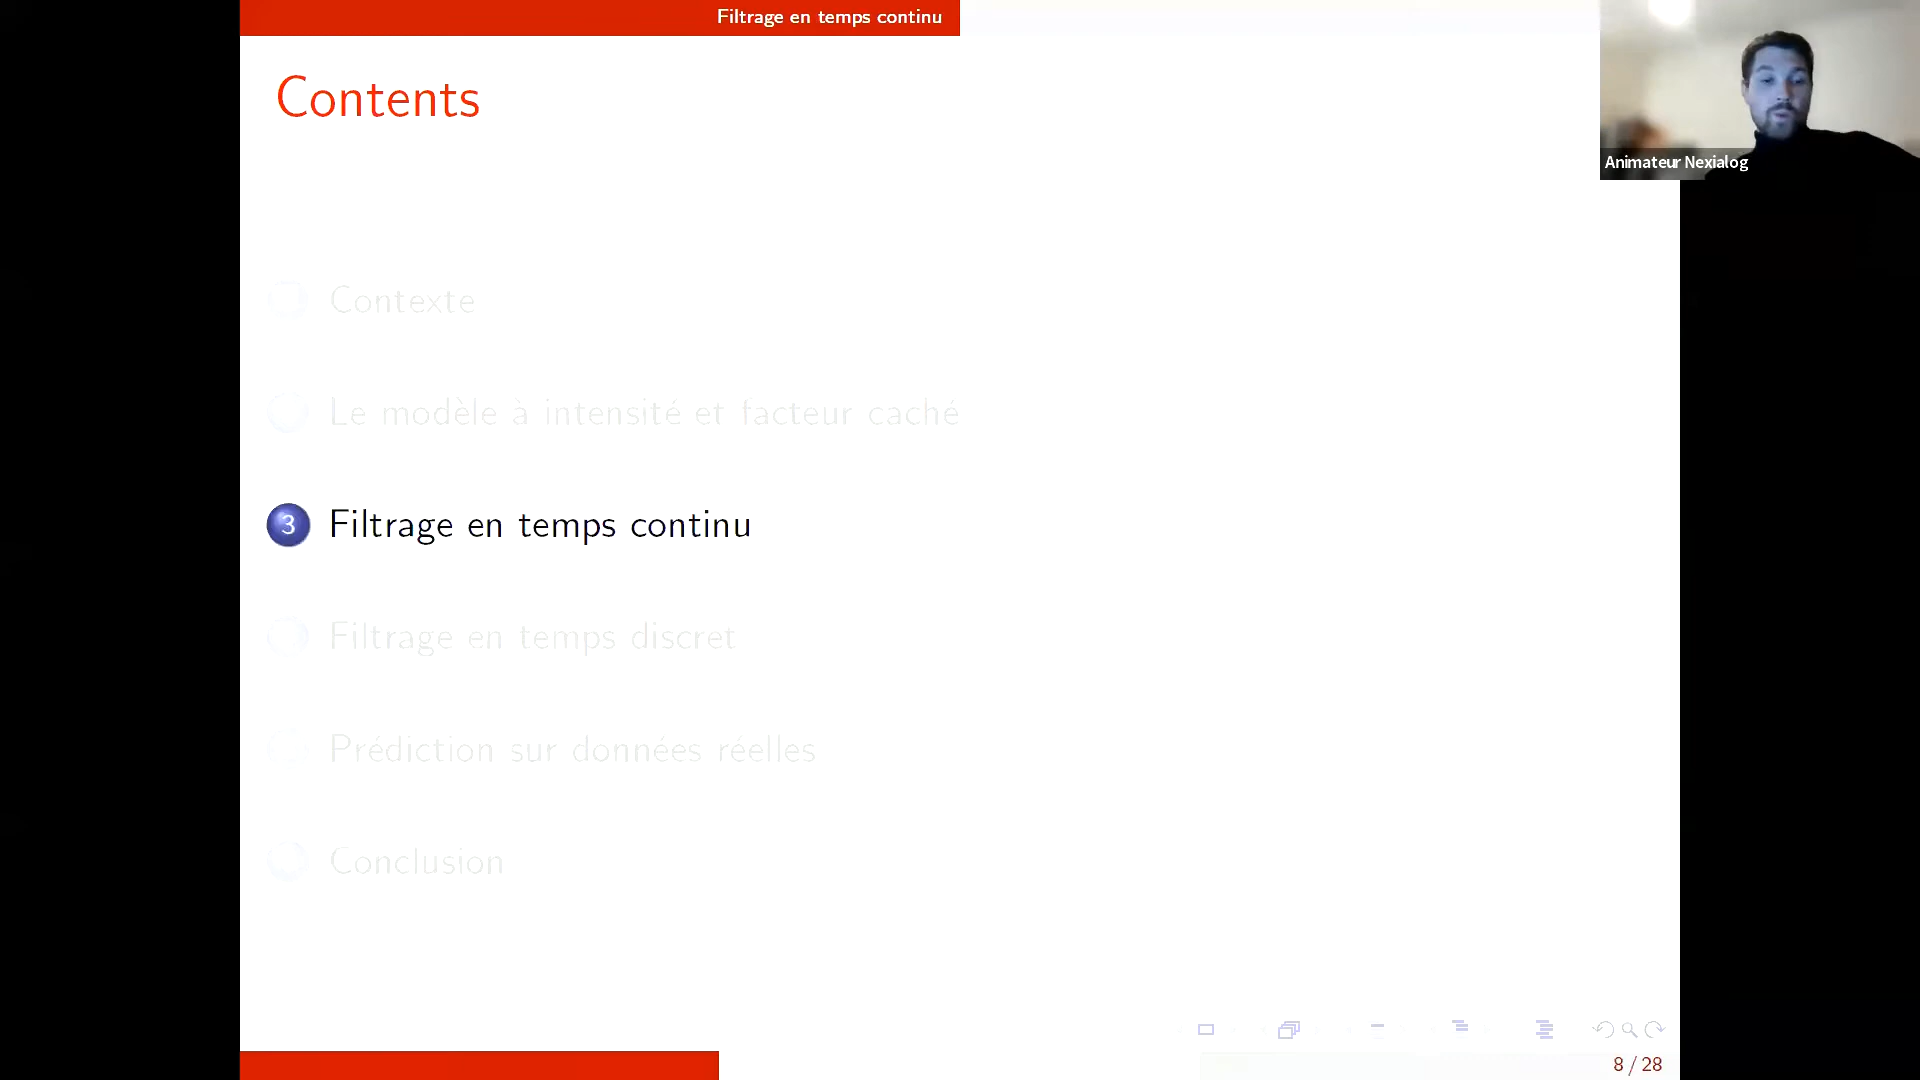 Filtrage en temps continu
Contents
Animateur Nexialog
Contexte
Le modèle à intensité et facteur caché
3 Filtrage en temps continu
Filtrage en temps discret
Prédiction sur données réelles
Conclusion
8 / 28